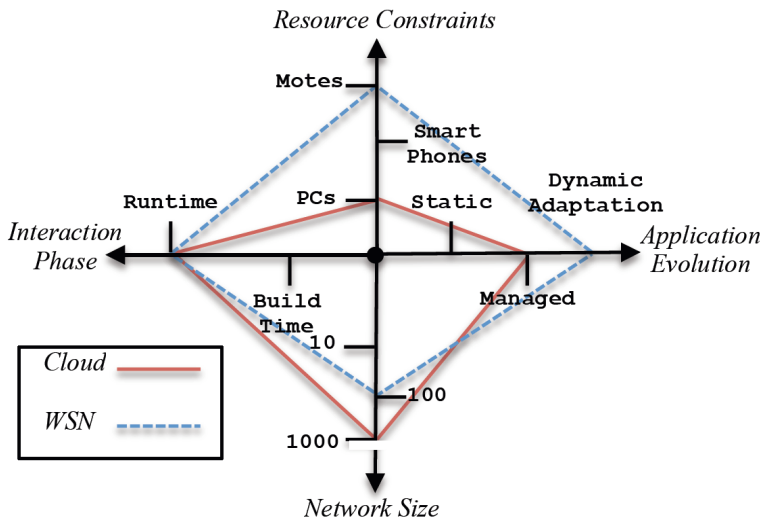 Resource Constraints
Motes
Smart
Phones
Dynamic
Adaptation
Runtime
PCs
Static
Interaction
Phase
Application
Evolution
Build
Time
Managed
10
Cloud
100
WSN
1000
Network Size